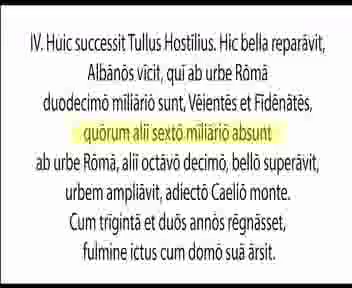 IV. Huic successit Tullus Hostīlius. Hic bella reparāvit,
Albānōs vīcit, quī ab urbe Rōmā
duodecimō mīliāriō sunt, Vēientēs et Fīdēnātēs,
quōrum aliī sextō mīliāriō absunt
ab urbe Rōmā, aliī octāvō decimō, bellō superāvit,
urbem ampliāvit, adiectō Caeliō monte.
Cum trīgintā et duōs annōs rēgnāsset,
fulmine ictus cum domō suā ārsit.